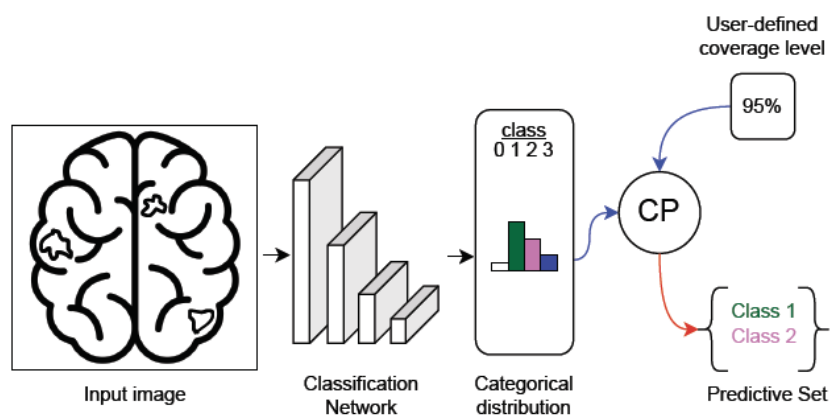 User-defined
coverage level
95%
class
0 1 2 3
CP
Class 1
Class 2
Input image
Classification
Network
Categorical
distribution
Predictive Set